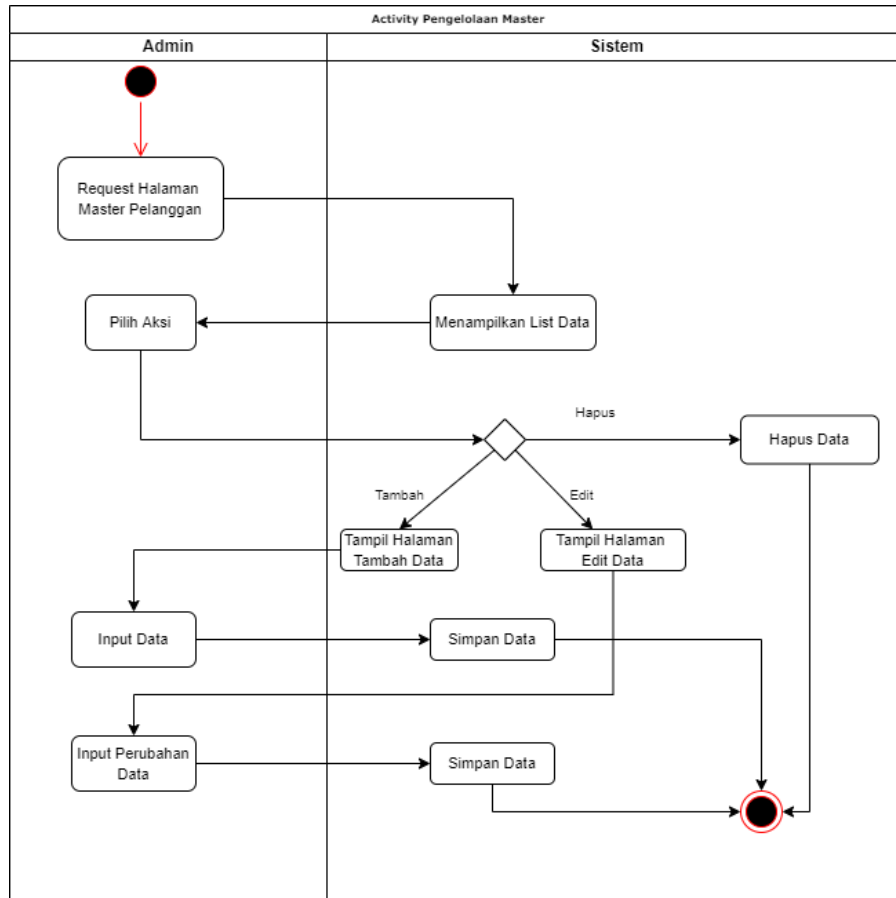 Activity Pengelolaan Master
Admin
Sistem
Request Halaman
Master Pelanggan
Pilih Aksi
Menampilkan List Data
Hapus
Hapus Data
Tambah
Edit
Tampil Halaman
Tambah Data
Tampil Halaman
Edit Data
Input Data
Simpan Data
Input Perubahan
Data
Simpan Data